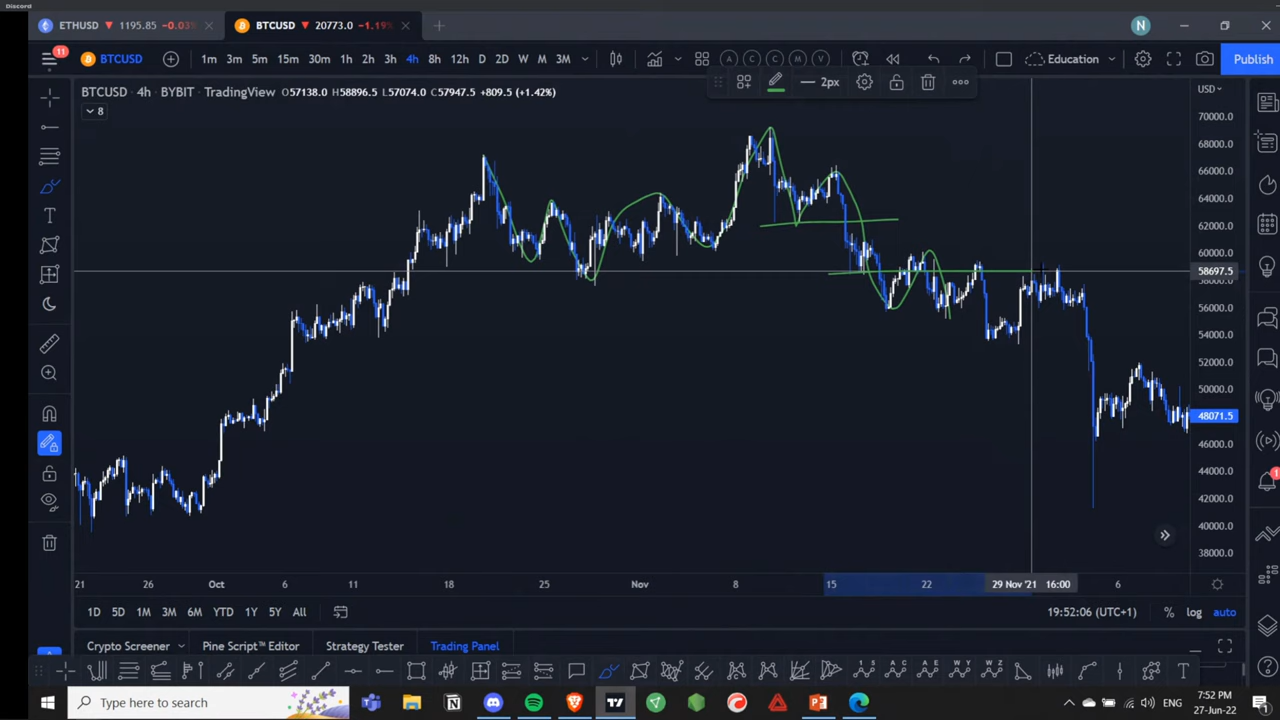 Discord
ETHUSD 1195.85 -0.03%
BTCUSD 20773.0 -1.19%
N
11
BTCUSD
1m 3m 5m 15m 30m 1h 2h 3h 4h 8h 12h D 2D W M 3M
A C C M V
Education
Publish
BTCUSD · 4h · BYBIT · TradingView O57138.0 H58896.5 L57074.0 C57947.5 +809.5 (+1.42%)
2px
USD
8
70000.0
68000.0
66000.0
64000.0
62000.0
60000.0
58697.5
58000.0
56000.0
54000.0
52000.0
50000.0
48071.5
46000.0
44000.0
42000.0
40000.0
38000.0
1
21 26 Oct 6 11 18 25 Nov 8 15 22 29 Nov '21 16:00 6
1D 5D 1M 3M 6M YTD 1Y 5Y All
19:52:06 (UTC+1) % log auto
Crypto Screener Pine Script™ Editor Strategy Tester Trading Panel
Type here to search
ENG
7:52 PM
27-Jun-22
1